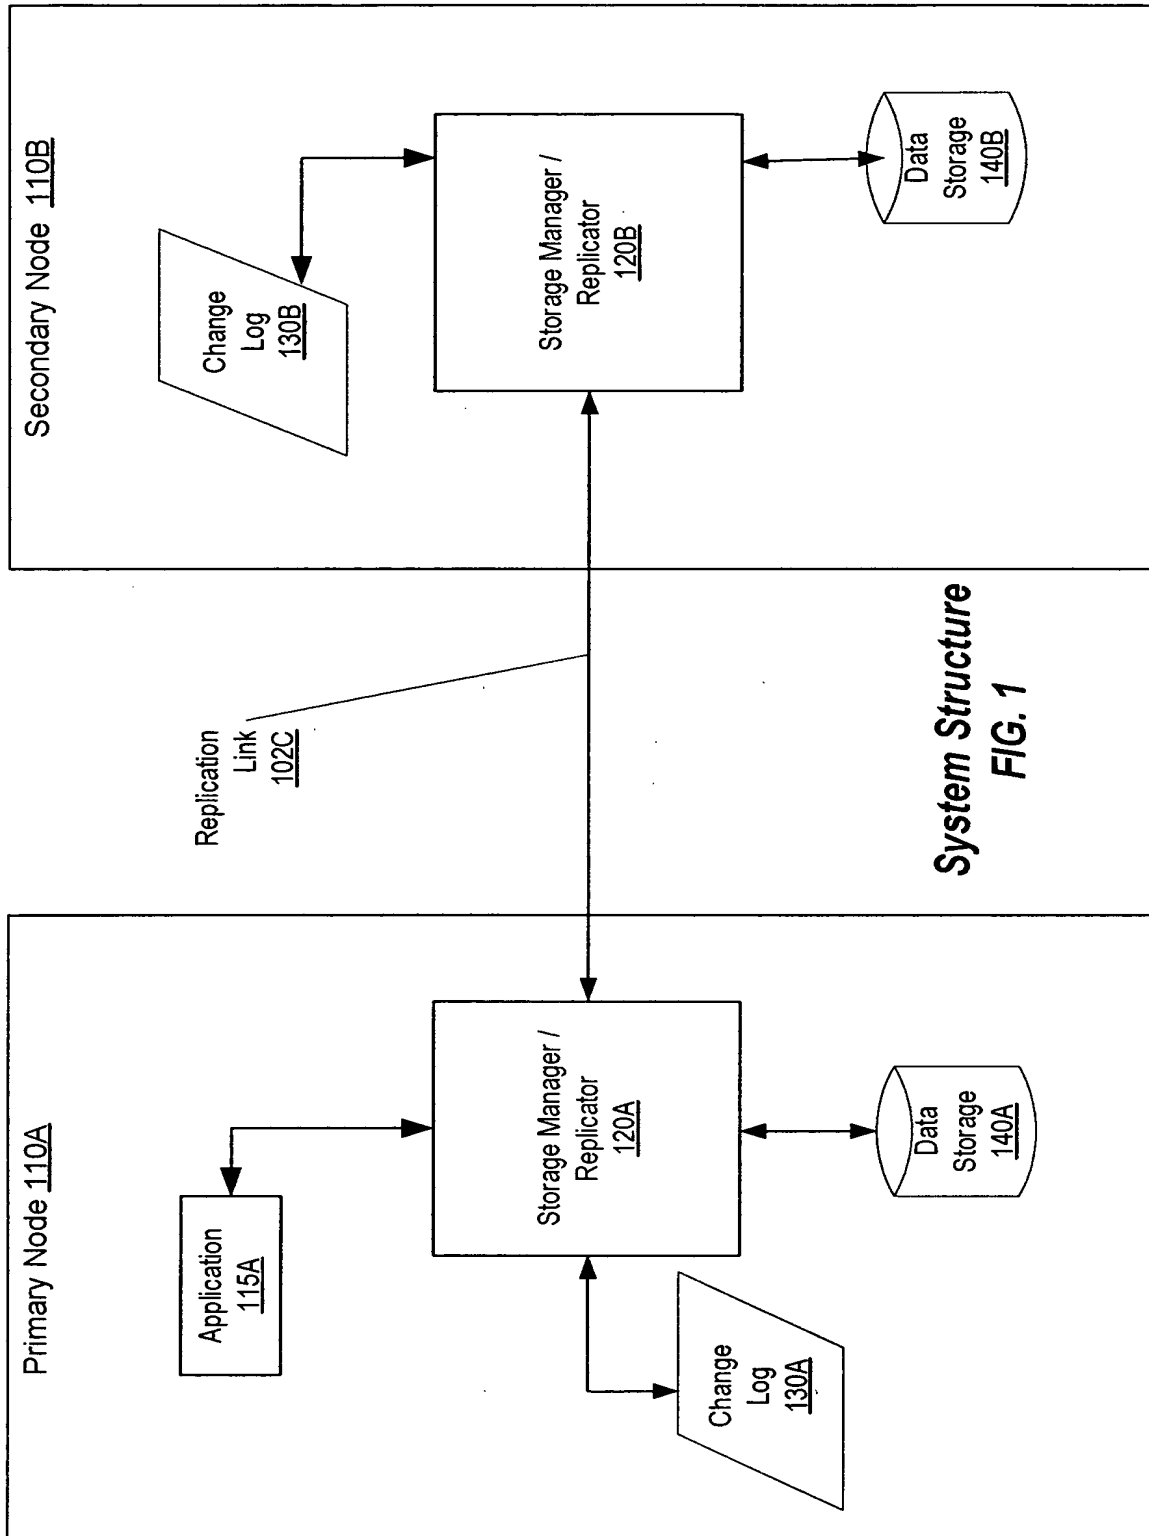 Primary Node 110A
Application
115A
Storage Manager /
Replicator
120A
Change
Log
130A
Data
Storage
140A
Replication
Link
102C
Secondary Node 110B
Change
Log
130B
Storage Manager /
Replicator
120B
Data
Storage
140B
System Structure
FIG. 1